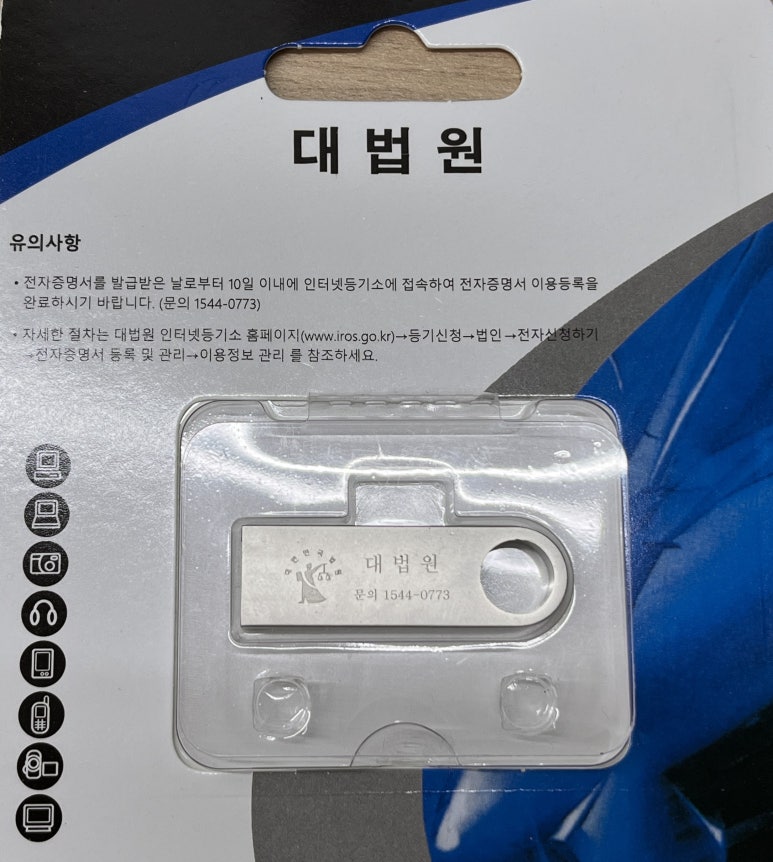 대법원
유의사항
• 전자증명서를 발급받은 날로부터 10일 이내에 인터넷등기소에 접속하여 전자증명서 이용등록을
완료하시기 바랍니다. (문의 1544-0773)
• 자세한 절차는 대법원 인터넷등기소 홈페이지(www.iros.go.kr)→등기신청→법인→전자신청하기
→전자증명서 등록 및 관리→이용정보 관리 를 참조하세요.
대한민국법원
대법원
문의 1544-0773